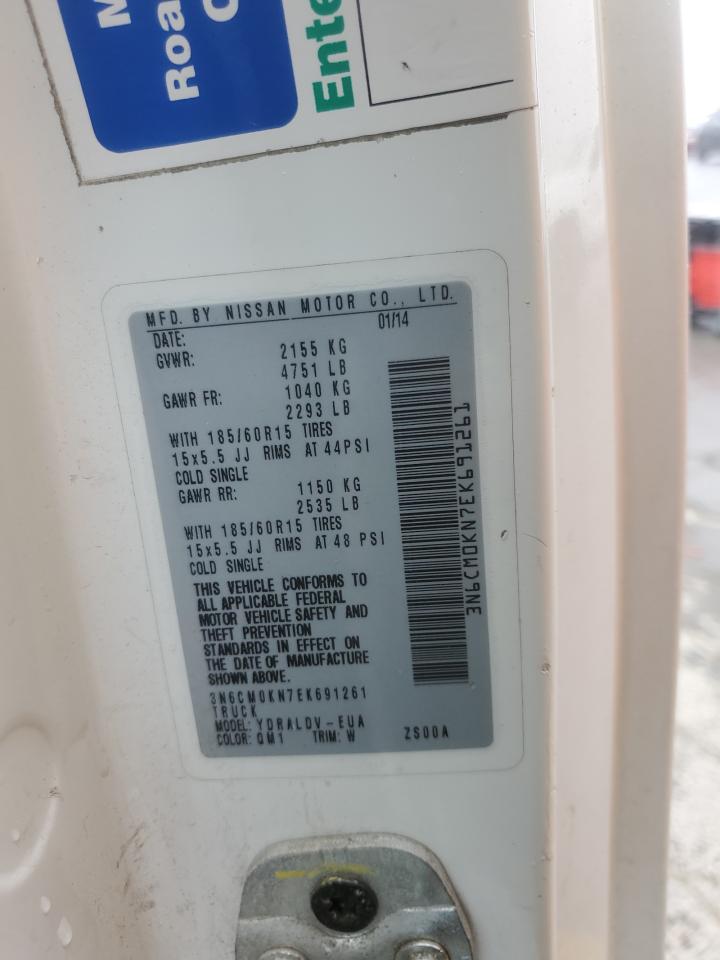 Roa
Ente
MFD. BY NISSAN MOTOR CO., LTD.
DATE: 01/14
GVWR: 2155 KG
4751 LB
GAWR FR: 1040 KG
2293 LB
WITH 185/60R15 TIRES
15x5.5 JJ RIMS AT 44PSI
COLD SINGLE
GAWR RR: 1150 KG
2535 LB
WITH 185/60R15 TIRES
15x5.5 JJ RIMS AT 48 PSI
COLD SINGLE
THIS VEHICLE CONFORMS TO
ALL APPLICABLE FEDERAL
MOTOR VEHICLE SAFETY AND
THEFT PREVENTION
STANDARDS IN EFFECT ON
THE DATE OF MANUFACTURE
SHOWN ABOVE.
3N6CM0KN7EK691261
TRUCK
MODEL: YDRALDV-EUA
COLOR: QM1 TRIM: W ZS00A
3N6CM0KN7EK691261